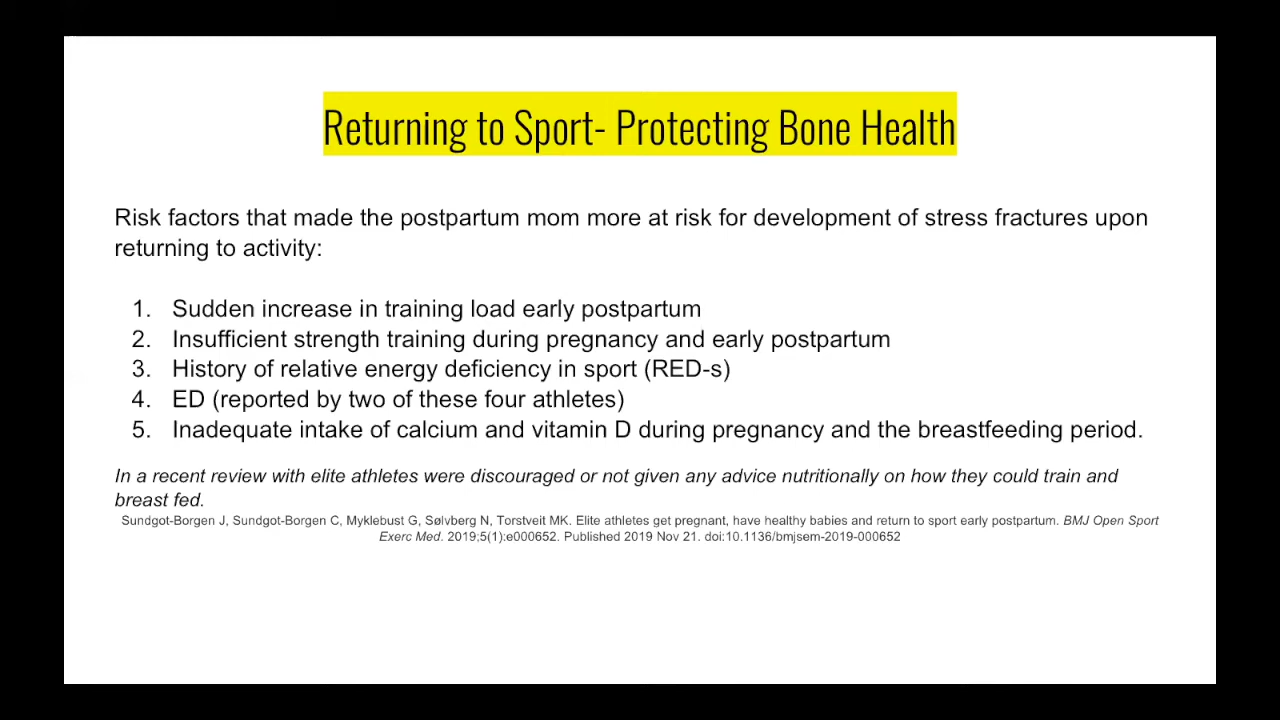 Returning to Sport- Protecting Bone Health
Risk factors that made the postpartum mom more at risk for development of stress fractures upon
returning to activity:
1. Sudden increase in training load early postpartum
2. Insufficient strength training during pregnancy and early postpartum
3. History of relative energy deficiency in sport (RED-s)
4. ED (reported by two of these four athletes)
5. Inadequate intake of calcium and vitamin D during pregnancy and the breastfeeding period.
In a recent review with elite athletes were discouraged or not given any advice nutritionally on how they could train and
breast fed.
Sundgot-Borgen J, Sundgot-Borgen C, Myklebust G, Sølvberg N, Torstveit MK. Elite athletes get pregnant, have healthy babies and return to sport early postpartum. BMJ Open Sport
Exerc Med. 2019;5(1):e000652. Published 2019 Nov 21. doi:10.1136/bmjsem-2019-000652